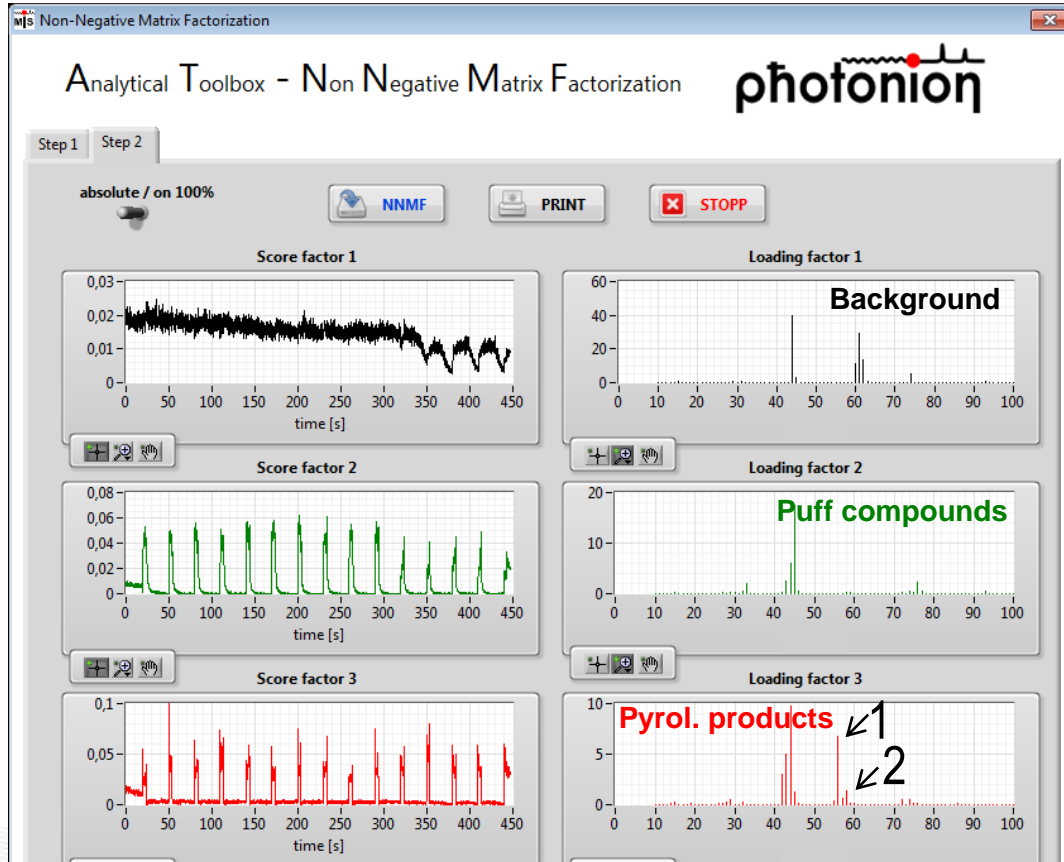 MIS Non-Negative Matrix Factorization
Analytical Toolbox - Non Negative Matrix Factorization
photonion
Step 1 Step 2
absolute / on 100%
NNMF PRINT STOPP
Score factor 1
0,03
0,02
0,01
0
0 50 100 150 200 250 300 350 400 450
time [s]
Loading factor 1
Background
60
40
20
0
0 10 20 30 40 50 60 70 80 90 100
Score factor 2
0,08
0,06
0,04
0,02
0
0 50 100 150 200 250 300 350 400 450
time [s]
Loading factor 2
Puff compounds
20
10
0
0 10 20 30 40 50 60 70 80 90 100
Score factor 3
0,1
0,05
0
0 50 100 150 200 250 300 350 400 450
time [s]
Loading factor 3
Pyrol. products 1
2
10
5
0
0 10 20 30 40 50 60 70 80 90 100